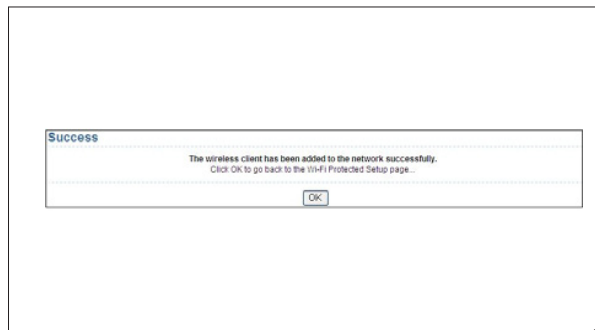 Success
The wireless client has been added to the network successfully.
Click OK to go back to the Wi-Fi Protected Setup page...
OK